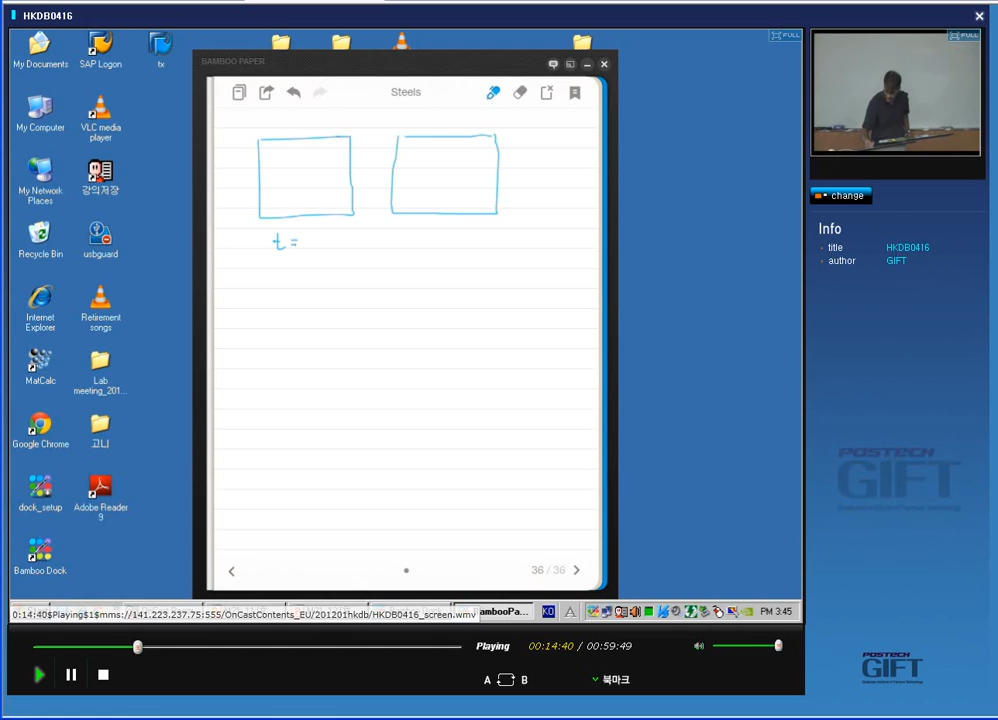 HKDB0416
My Documents
SAP Logon
tx
My Computer
VLC media
player
My Network
Places
강의저장
Recycle Bin
usbguard
Internet
Explorer
Retirement
songs
MatCalc
Lab
meeting_201...
Google Chrome
고니
dock_setup
Adobe Reader
9
Bamboo Dock
BAMBOO PAPER
Steels
t =
36 / 36
FULL
FULL
change
Info
title HKDB0416
author GIFT
POSTECH
GIFT
0:14:40$Playing$1$mms://141.223.237.75:555/OnCastContents_EU/201201hkdb/HKDB0416_screen.wmv
BambooPa...
KO
A
PM 3:45
Playing 00:14:40 / 00:59:49
A B
북마크
POSTECH
GIFT